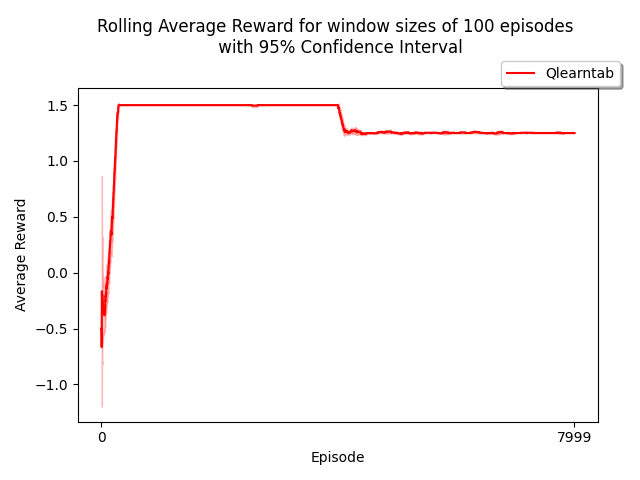 Rolling Average Reward for window sizes of 100 episodes
with 95% Confidence Interval
Qlearntab
1.5
1.0
0.5
0.0
−0.5
−1.0
Average Reward
0
7999
Episode